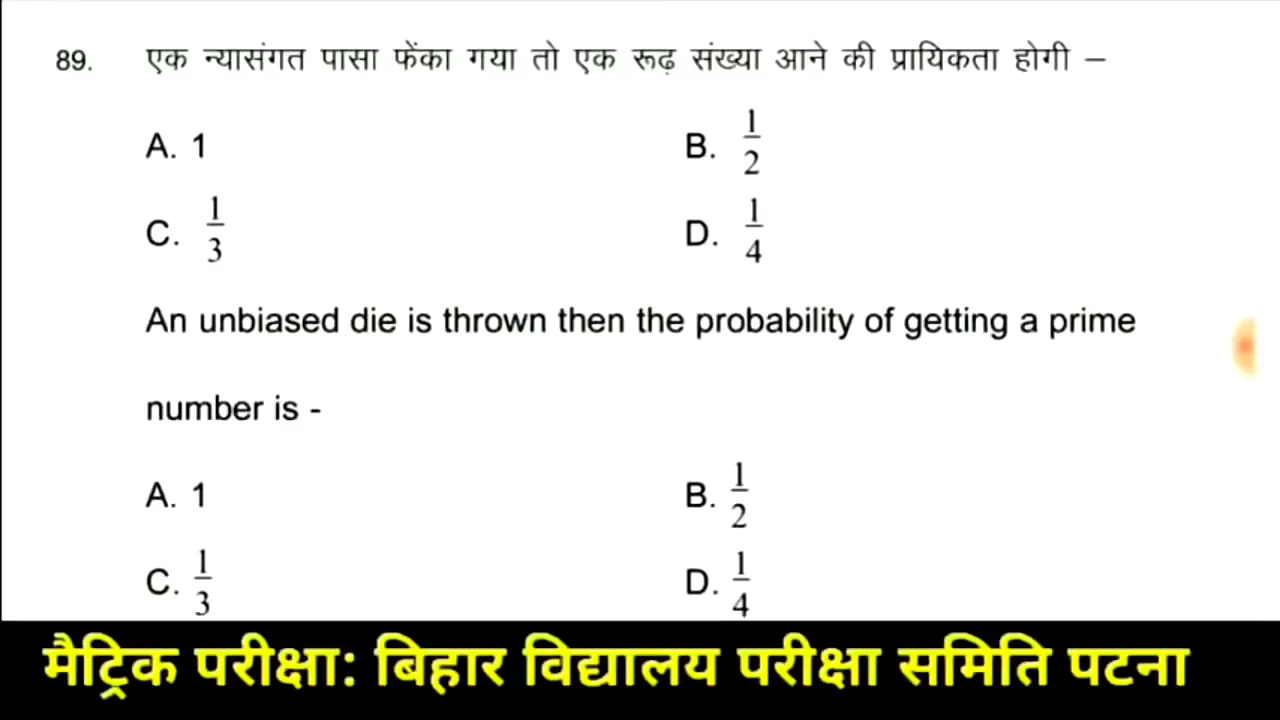 89. एक न्यासंगत पासा फेंका गया तो एक रूढ़ संख्या आने की प्रायिकता होगी –
A. 1 B. 1/2
C. 1/3 D. 1/4
An unbiased die is thrown then the probability of getting a prime
number is -
A. 1 B. 1/2
C. 1/3 D. 1/4
मैट्रिक परीक्षा: बिहार विद्यालय परीक्षा समिति पटना